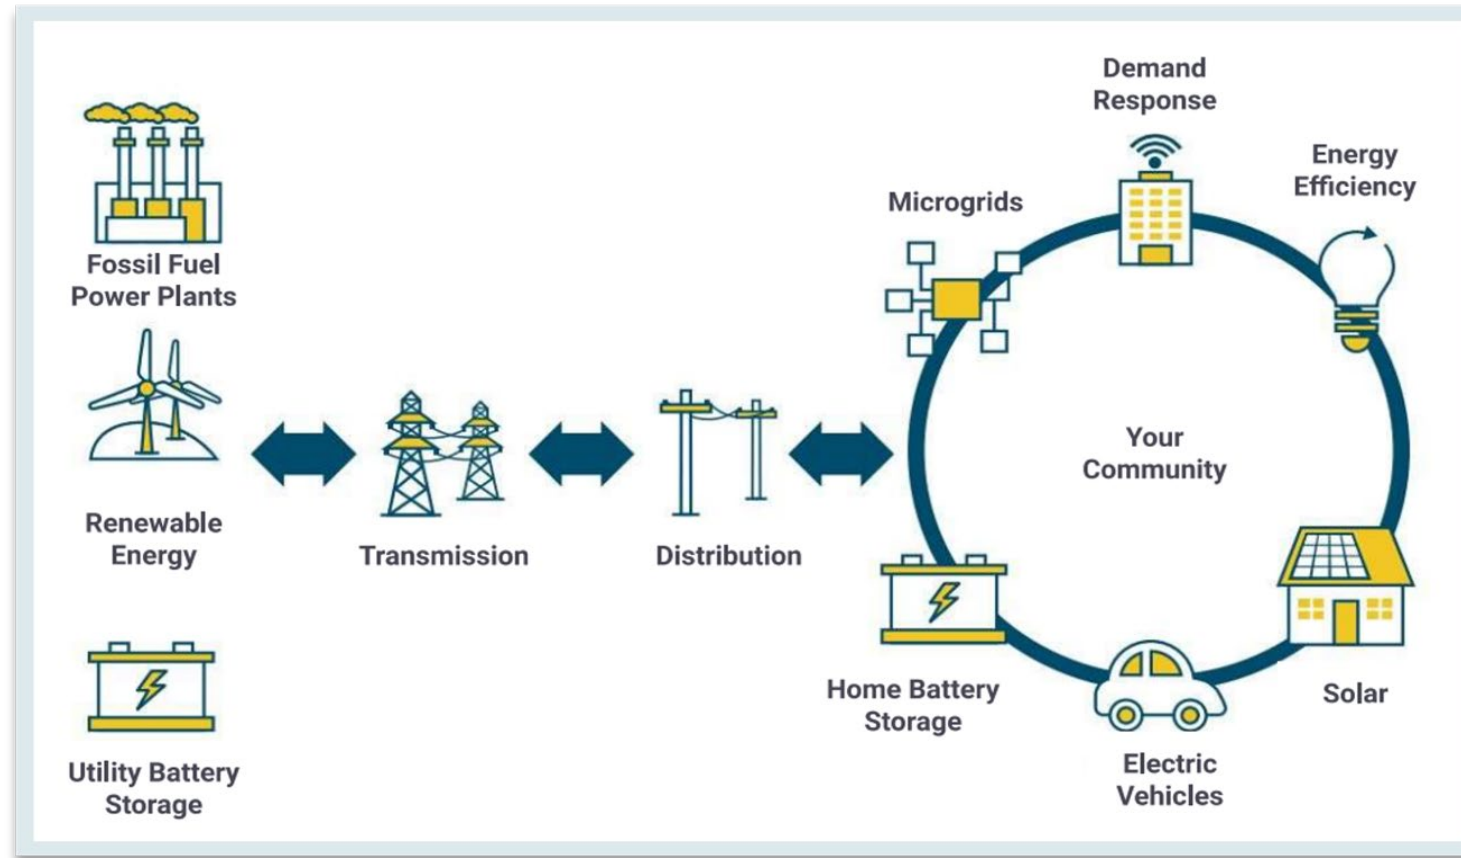 Fossil Fuel
Power Plants
Renewable
Energy
Utility Battery
Storage
Transmission
Distribution
Microgrids
Demand
Response
Energy
Efficiency
Your
Community
Home Battery
Storage
Electric
Vehicles
Solar